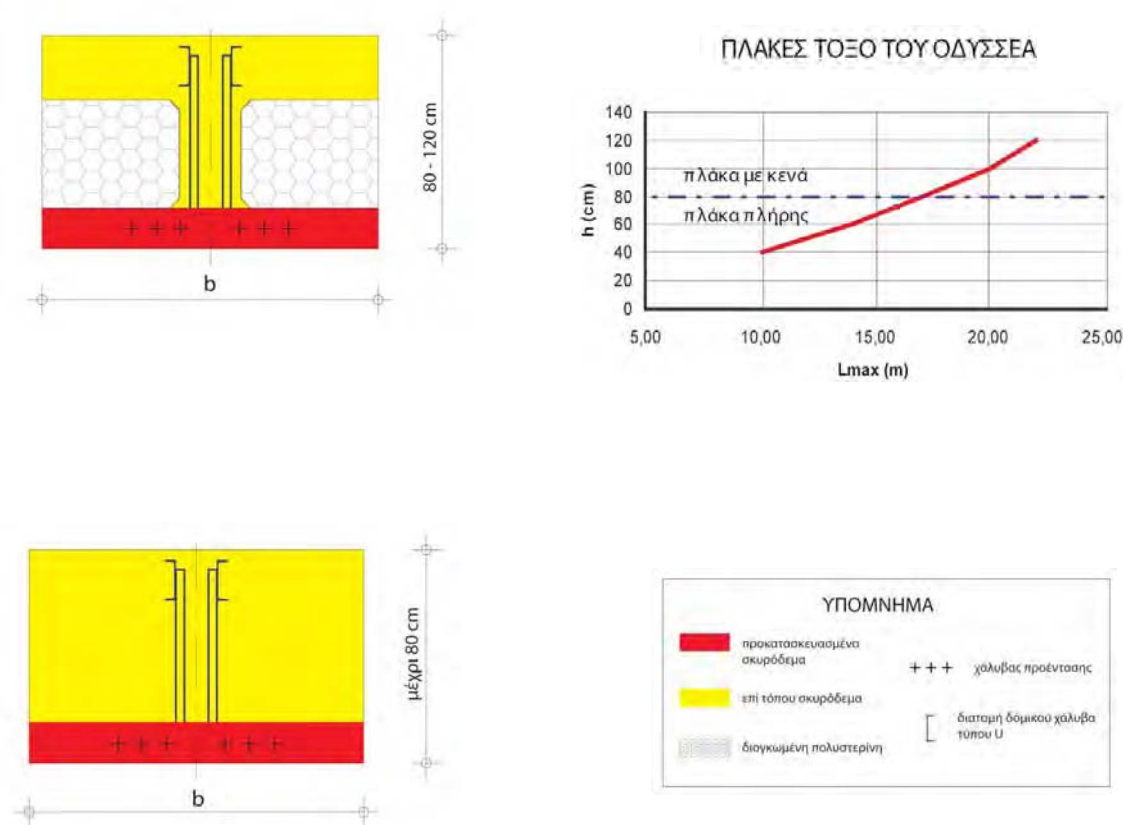 80 - 120 cm
b
ΠΛΑΚΕΣ ΤΟΞΟ ΤΟΥ ΟΔΥΣΣΕΑ
h (cm)
140
120
100
80
60
40
20
0
πλάκα με κενά
πλάκα πλήρης
5,00 10,00 15,00 20,00 25,00
Lmax (m)
μέχρι 80 cm
b
ΥΠΟΜΝΗΜΑ
προκατασκευασμένα
σκυρόδεμα
επί τόπου σκυρόδεμα
διογκωμένη πολυστερίνη
+ + + χάλυβας προέντασης
διατομή δομικού χάλυβα
τύπου U